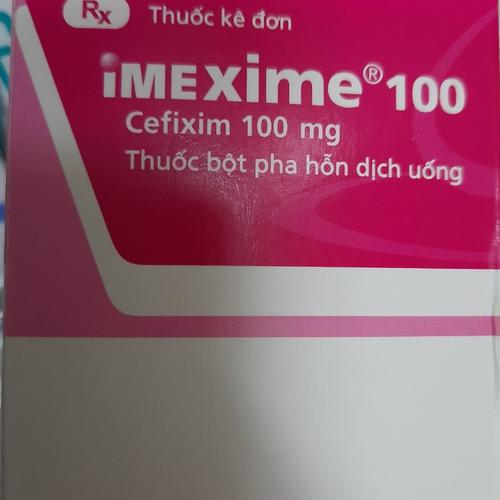 Rx Thuốc kê đơn
iMEXime® 100
Cefixim 100 mg
Thuốc bột pha hỗn dịch uống